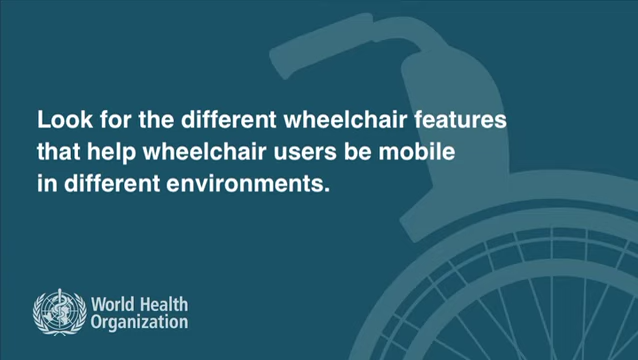 Look for the different wheelchair features
that help wheelchair users be mobile
in different environments.
World Health
Organization